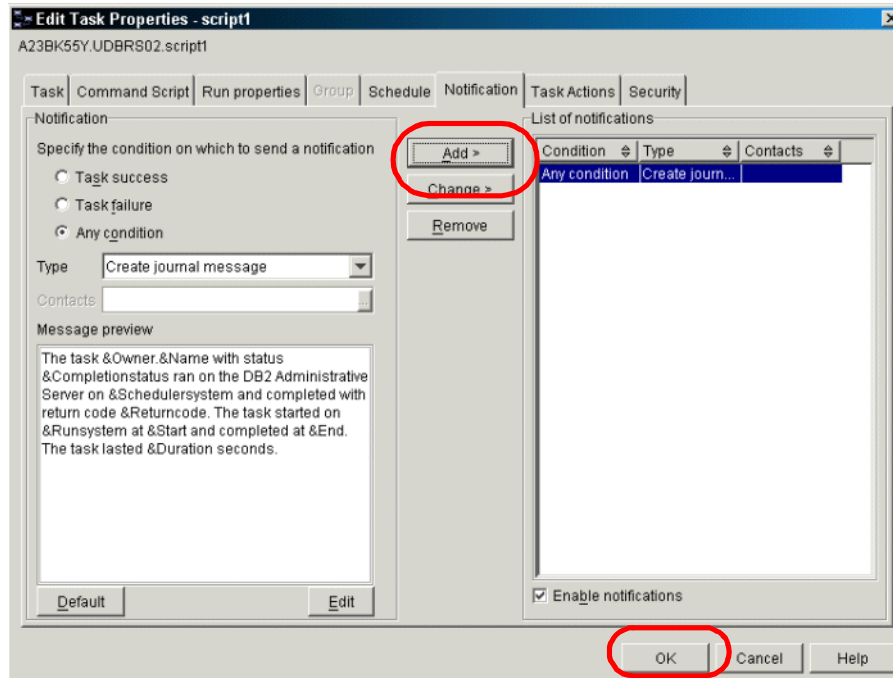 Edit Task Properties - script1
A23BK55Y.UDBRS02.script1
Task Command Script Run properties Group Schedule Notification Task Actions Security
Notification
Specify the condition on which to send a notification
Task success
Task failure
Any condition
Type Create journal message
Contacts ...
Message preview
The task &Owner.&Name with status
&Completionstatus ran on the DB2 Administrative
Server on &Schedulersystem and completed with
return code &Returncode. The task started on
&Runsystem at &Start and completed at &End.
The task lasted &Duration seconds.
Default Edit
Add >
Change >
Remove
List of notifications
Condition Type Contacts
Any condition Create journ...
Enable notifications
OK Cancel Help